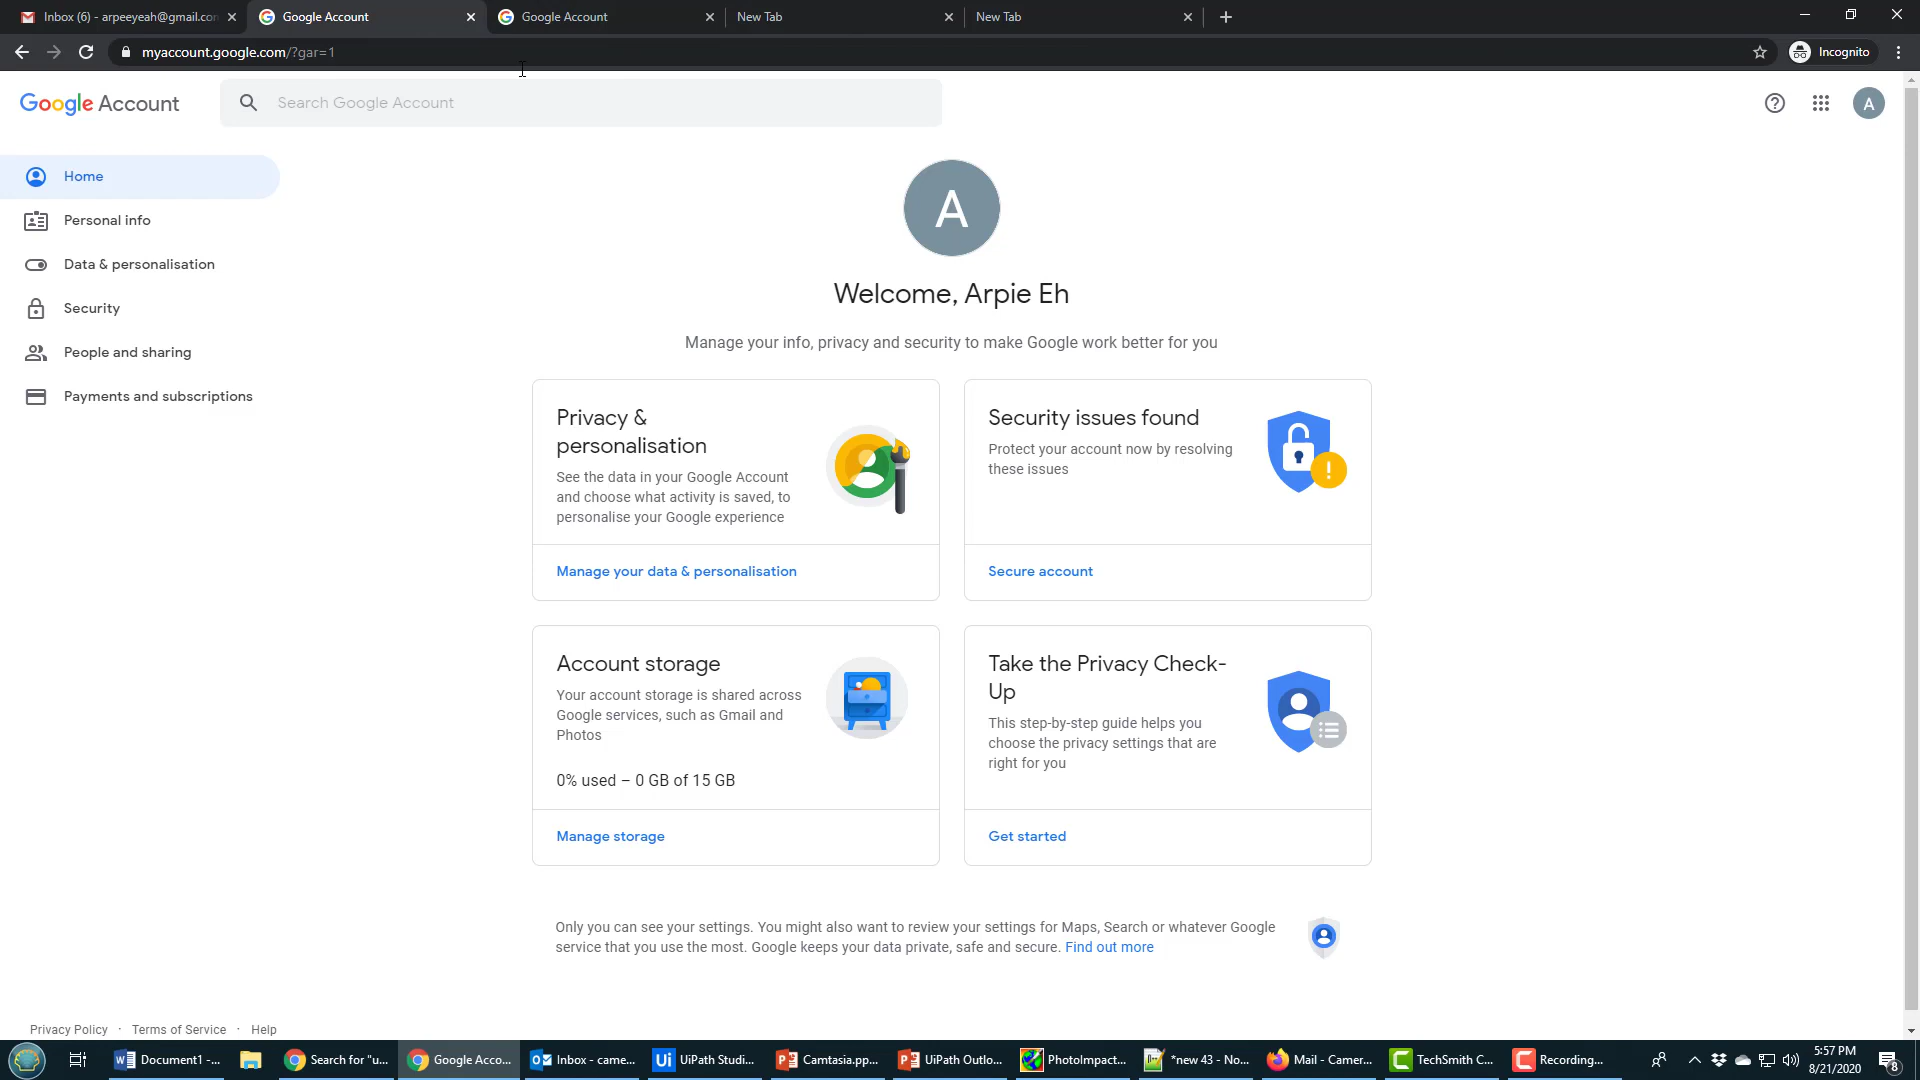 Inbox (6) - arpeeyeah@gmail.con
Google Account
Google Account
New Tab
New Tab
myaccount.google.com/?gar=1
Incognito
Google Account
Search Google Account
A
Home
Personal info
Data & personalisation
Security
People and sharing
Payments and subscriptions
A
Welcome, Arpie Eh
Manage your info, privacy and security to make Google work better for you
Privacy &
personalisation
See the data in your Google Account
and choose what activity is saved, to
personalise your Google experience
Manage your data & personalisation
Security issues found
Protect your account now by resolving
these issues
Secure account
Account storage
Your account storage is shared across
Google services, such as Gmail and
Photos
0% used – 0 GB of 15 GB
Manage storage
Take the Privacy Check-
Up
This step-by-step guide helps you
choose the privacy settings that are
right for you
Get started
Only you can see your settings. You might also want to review your settings for Maps, Search or whatever Google
service that you use the most. Google keeps your data private, safe and secure. Find out more
Privacy Policy · Terms of Service · Help
Document1 -...
Search for "u...
Google Acco...
Inbox - came...
UiPath Studi...
Camtasia.pp...
UiPath Outlo...
PhotoImpact...
*new 43 - No...
Mail - Camer...
TechSmith C...
Recording...
5:57 PM
8/21/2020
8